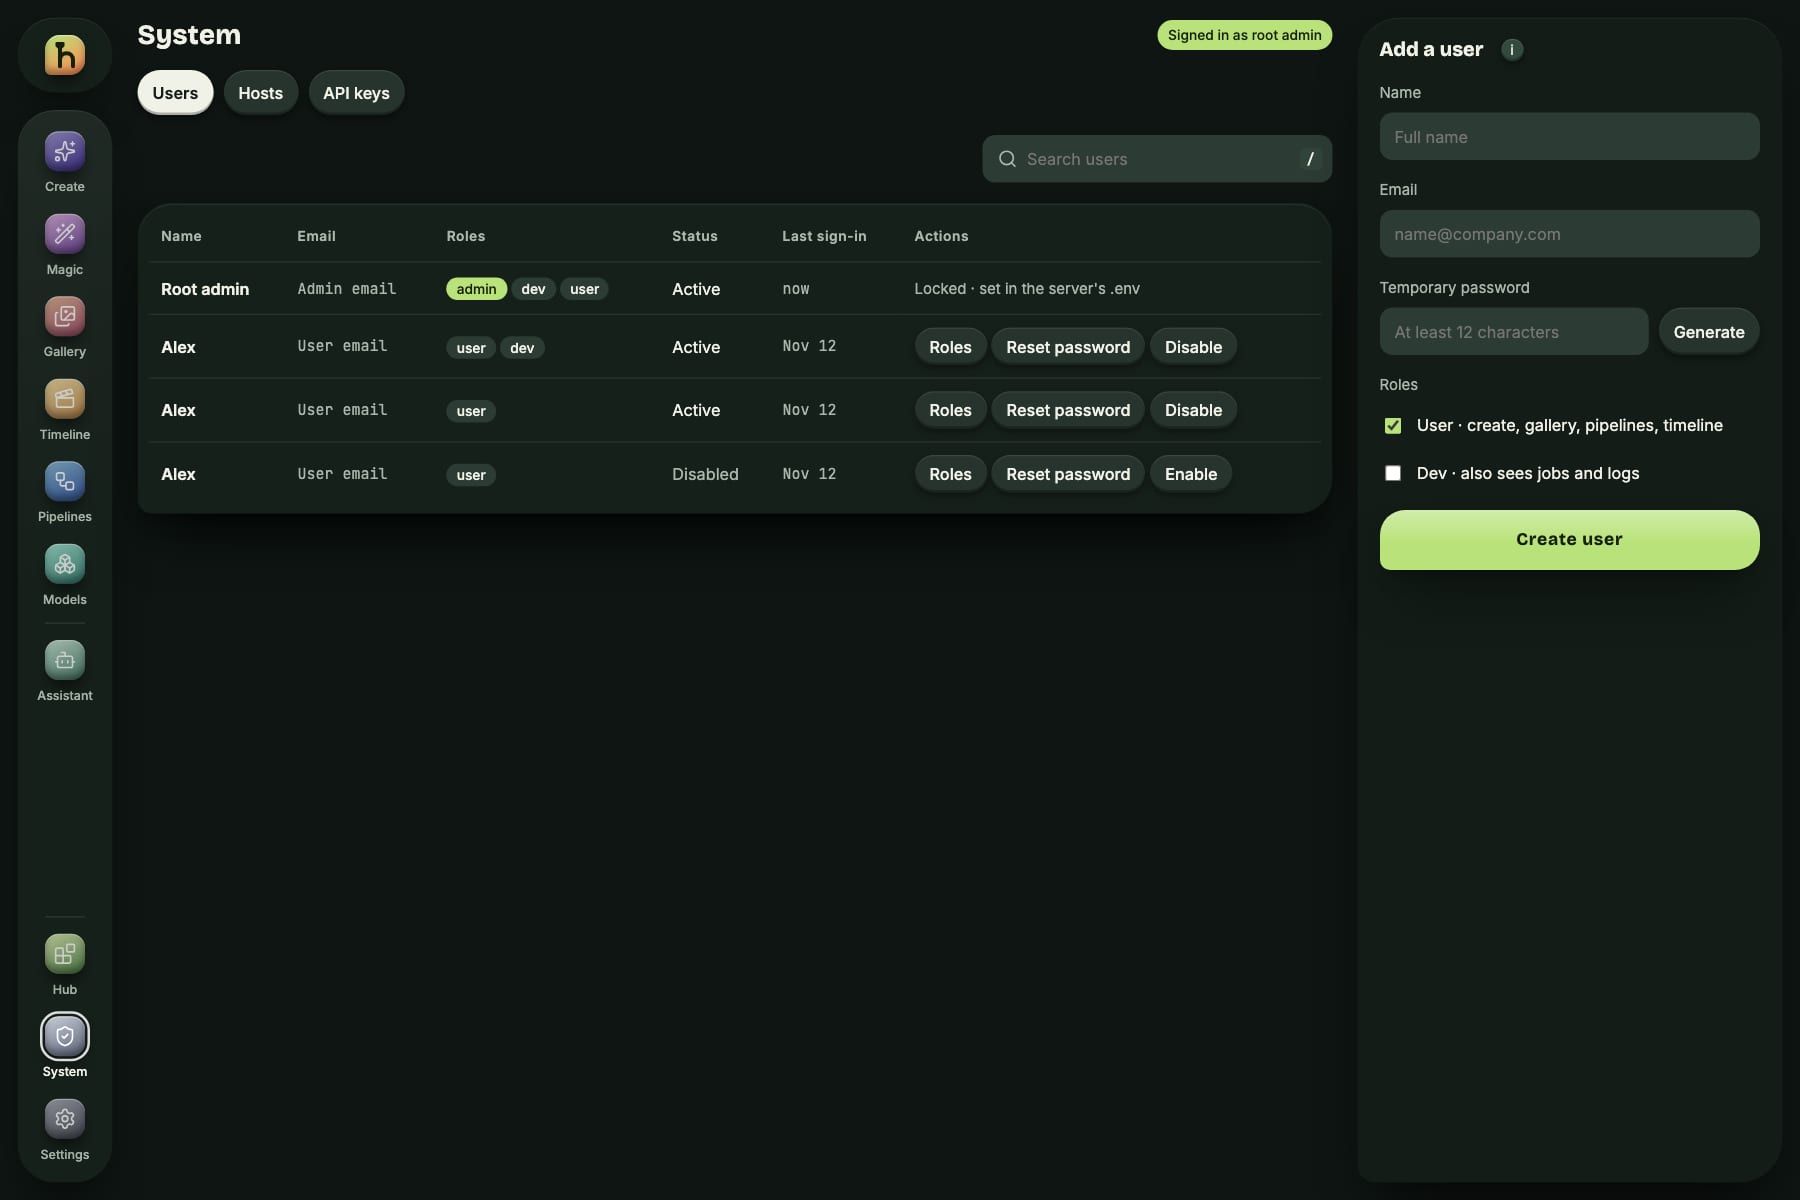 System
Signed in as root admin
Users
Hosts
API keys
Search users
/
Name
Email
Roles
Status
Last sign-in
Actions
Root admin
Admin email
admin
dev
user
Active
now
Locked · set in the server's .env
Alex
User email
user
dev
Active
Nov 12
Roles
Reset password
Disable
Alex
User email
user
Active
Nov 12
Roles
Reset password
Disable
Alex
User email
user
Disabled
Nov 12
Roles
Reset password
Enable
h
Create
Magic
Gallery
Timeline
Pipelines
Models
Assistant
Hub
System
Settings
Add a user
i
Name
Full name
Email
name@company.com
Temporary password
At least 12 characters
Generate
Roles
User · create, gallery, pipelines, timeline
Dev · also sees jobs and logs
Create user